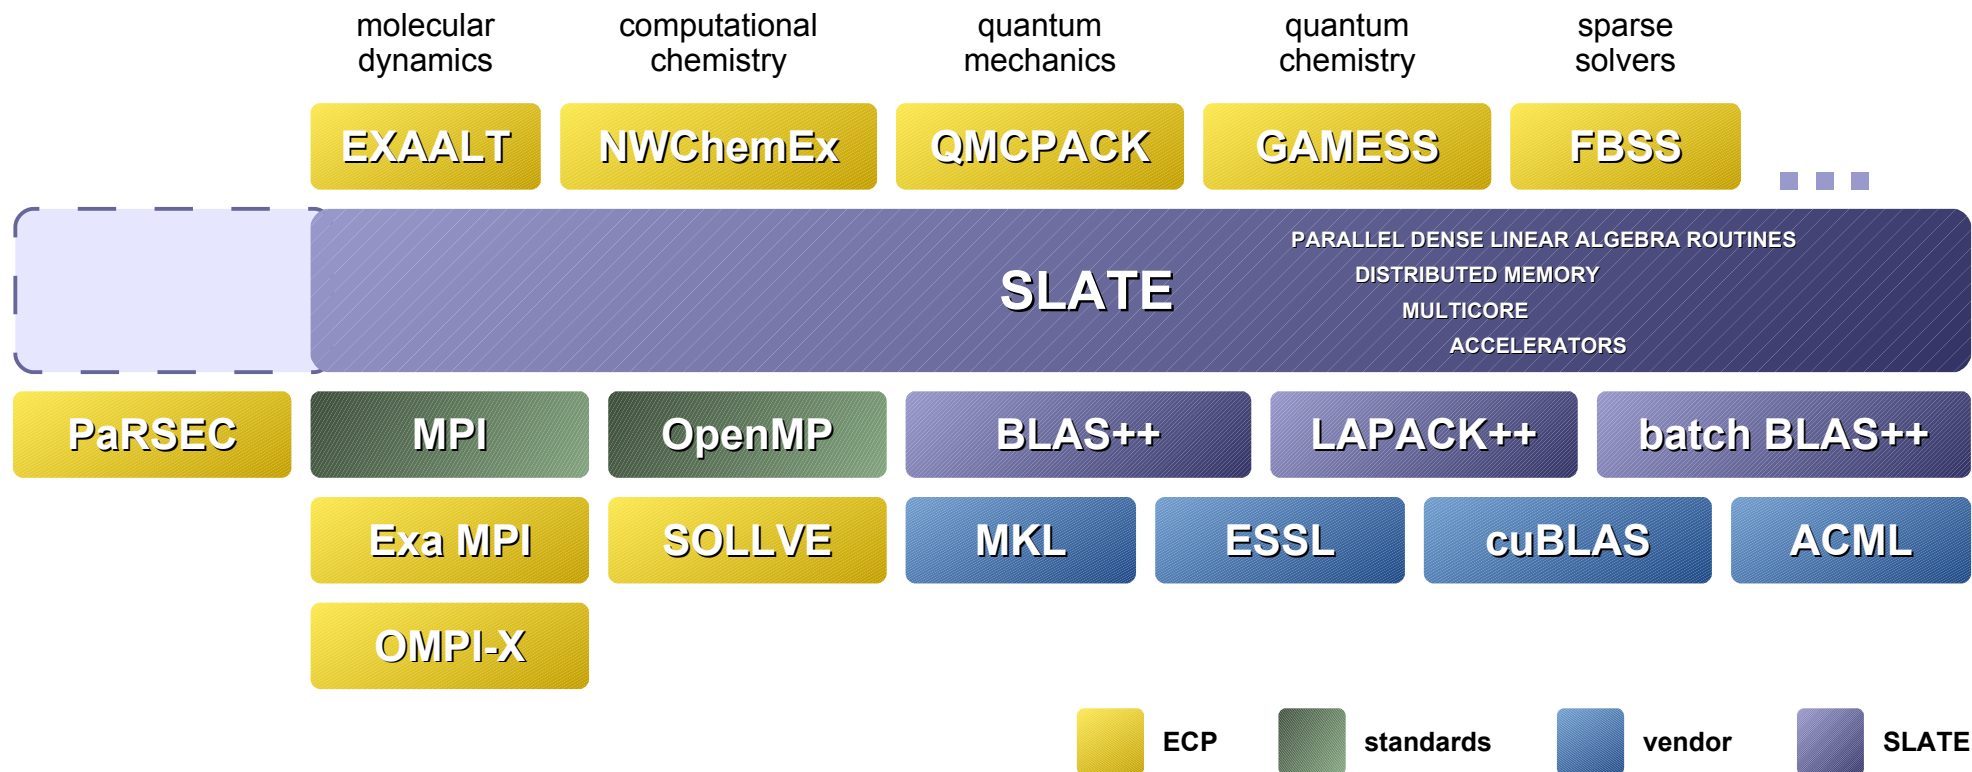 molecular
dynamics
computational
chemistry
quantum
mechanics
quantum
chemistry
sparse
solvers
EXAALT
NWChemEx
QMCPACK
GAMESS
FBSS
SLATE
PARALLEL DENSE LINEAR ALGEBRA ROUTINES
DISTRIBUTED MEMORY
MULTICORE
ACCELERATORS
PaRSEC
MPI
OpenMP
BLAS++
LAPACK++
batch BLAS++
Exa MPI
SOLLVE
MKL
ESSL
cuBLAS
ACML
OMPI-X
ECP
standards
vendor
SLATE